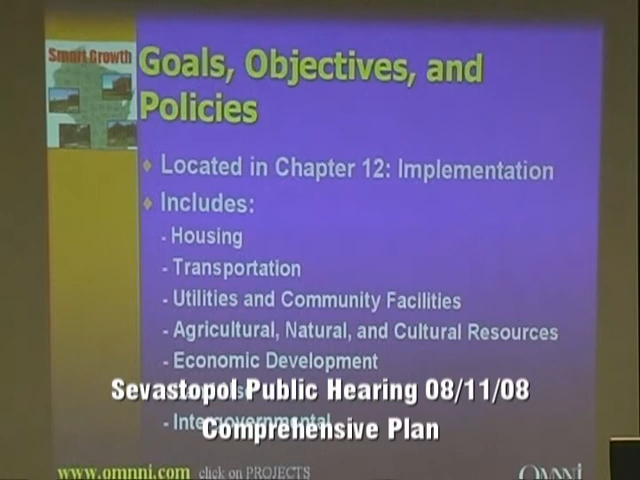 Smart Growth
Goals, Objectives, and
Policies
Located in Chapter 12: Implementation
Includes:
- Housing
- Transportation
- Utilities and Community Facilities
- Agricultural, Natural, and Cultural Resources
- Economic Development
Sevastopol Public Hearing 08/11/08
- Intergovernmental
Comprehensive Plan
www.omnni.com click on PROJECTS
OMNNI